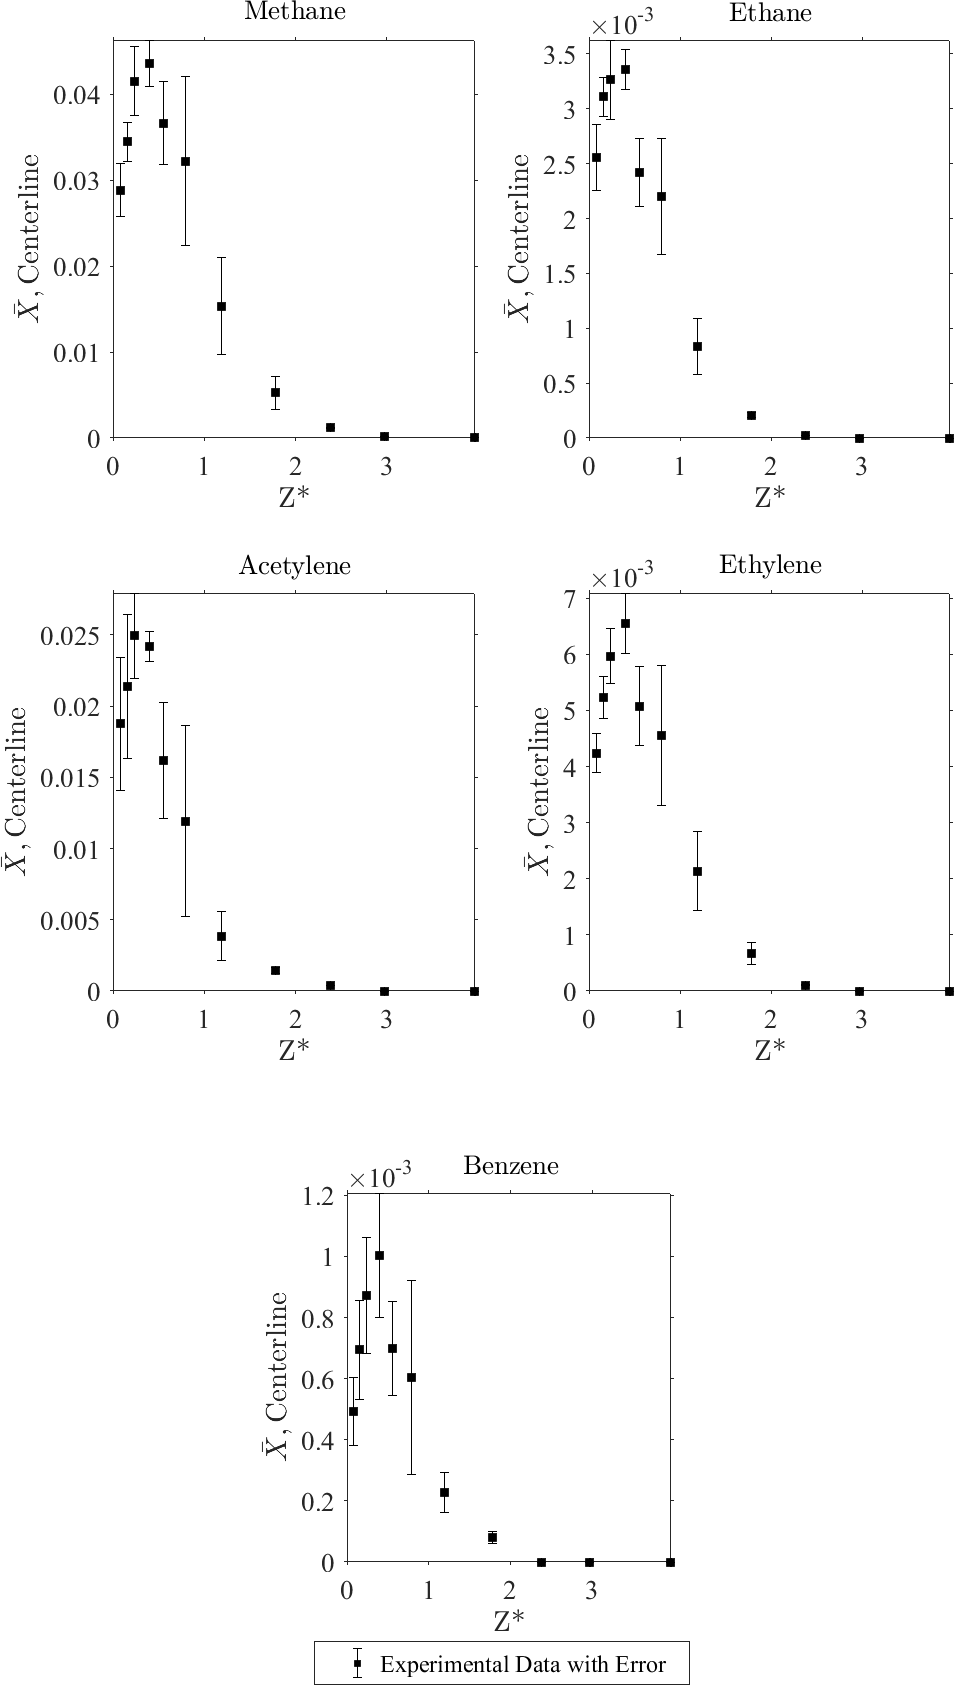 Methane
0.04
0.03
0.02
0.01
0
X̄, Centerline
0 1 2 3
Z*
Ethane
×10-3
3.5
3
2.5
2
1.5
1
0.5
0
X̄, Centerline
0 1 2 3
Z*
Acetylene
0.025
0.02
0.015
0.01
0.005
0
X̄, Centerline
0 1 2 3
Z*
Ethylene
×10-3
7
6
5
4
3
2
1
0
X̄, Centerline
0 1 2 3
Z*
Benzene
×10-3
1.2
1
0.8
0.6
0.4
0.2
0
X̄, Centerline
0 1 2 3
Z*
Experimental Data with Error